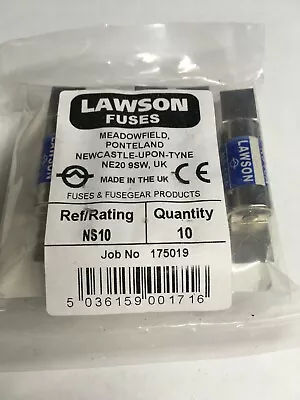 LAWSON
FUSES
MEADOWFIELD,
PONTELAND
NEWCASTLE-UPON-TYNE
NE20 9SW, UK
MADE IN THE UK CE
FUSES & FUSEGEAR PRODUCTS
Ref/Rating Quantity
NS10 10
Job No 175019
5 036159 001716
LAWSON
LAWSON